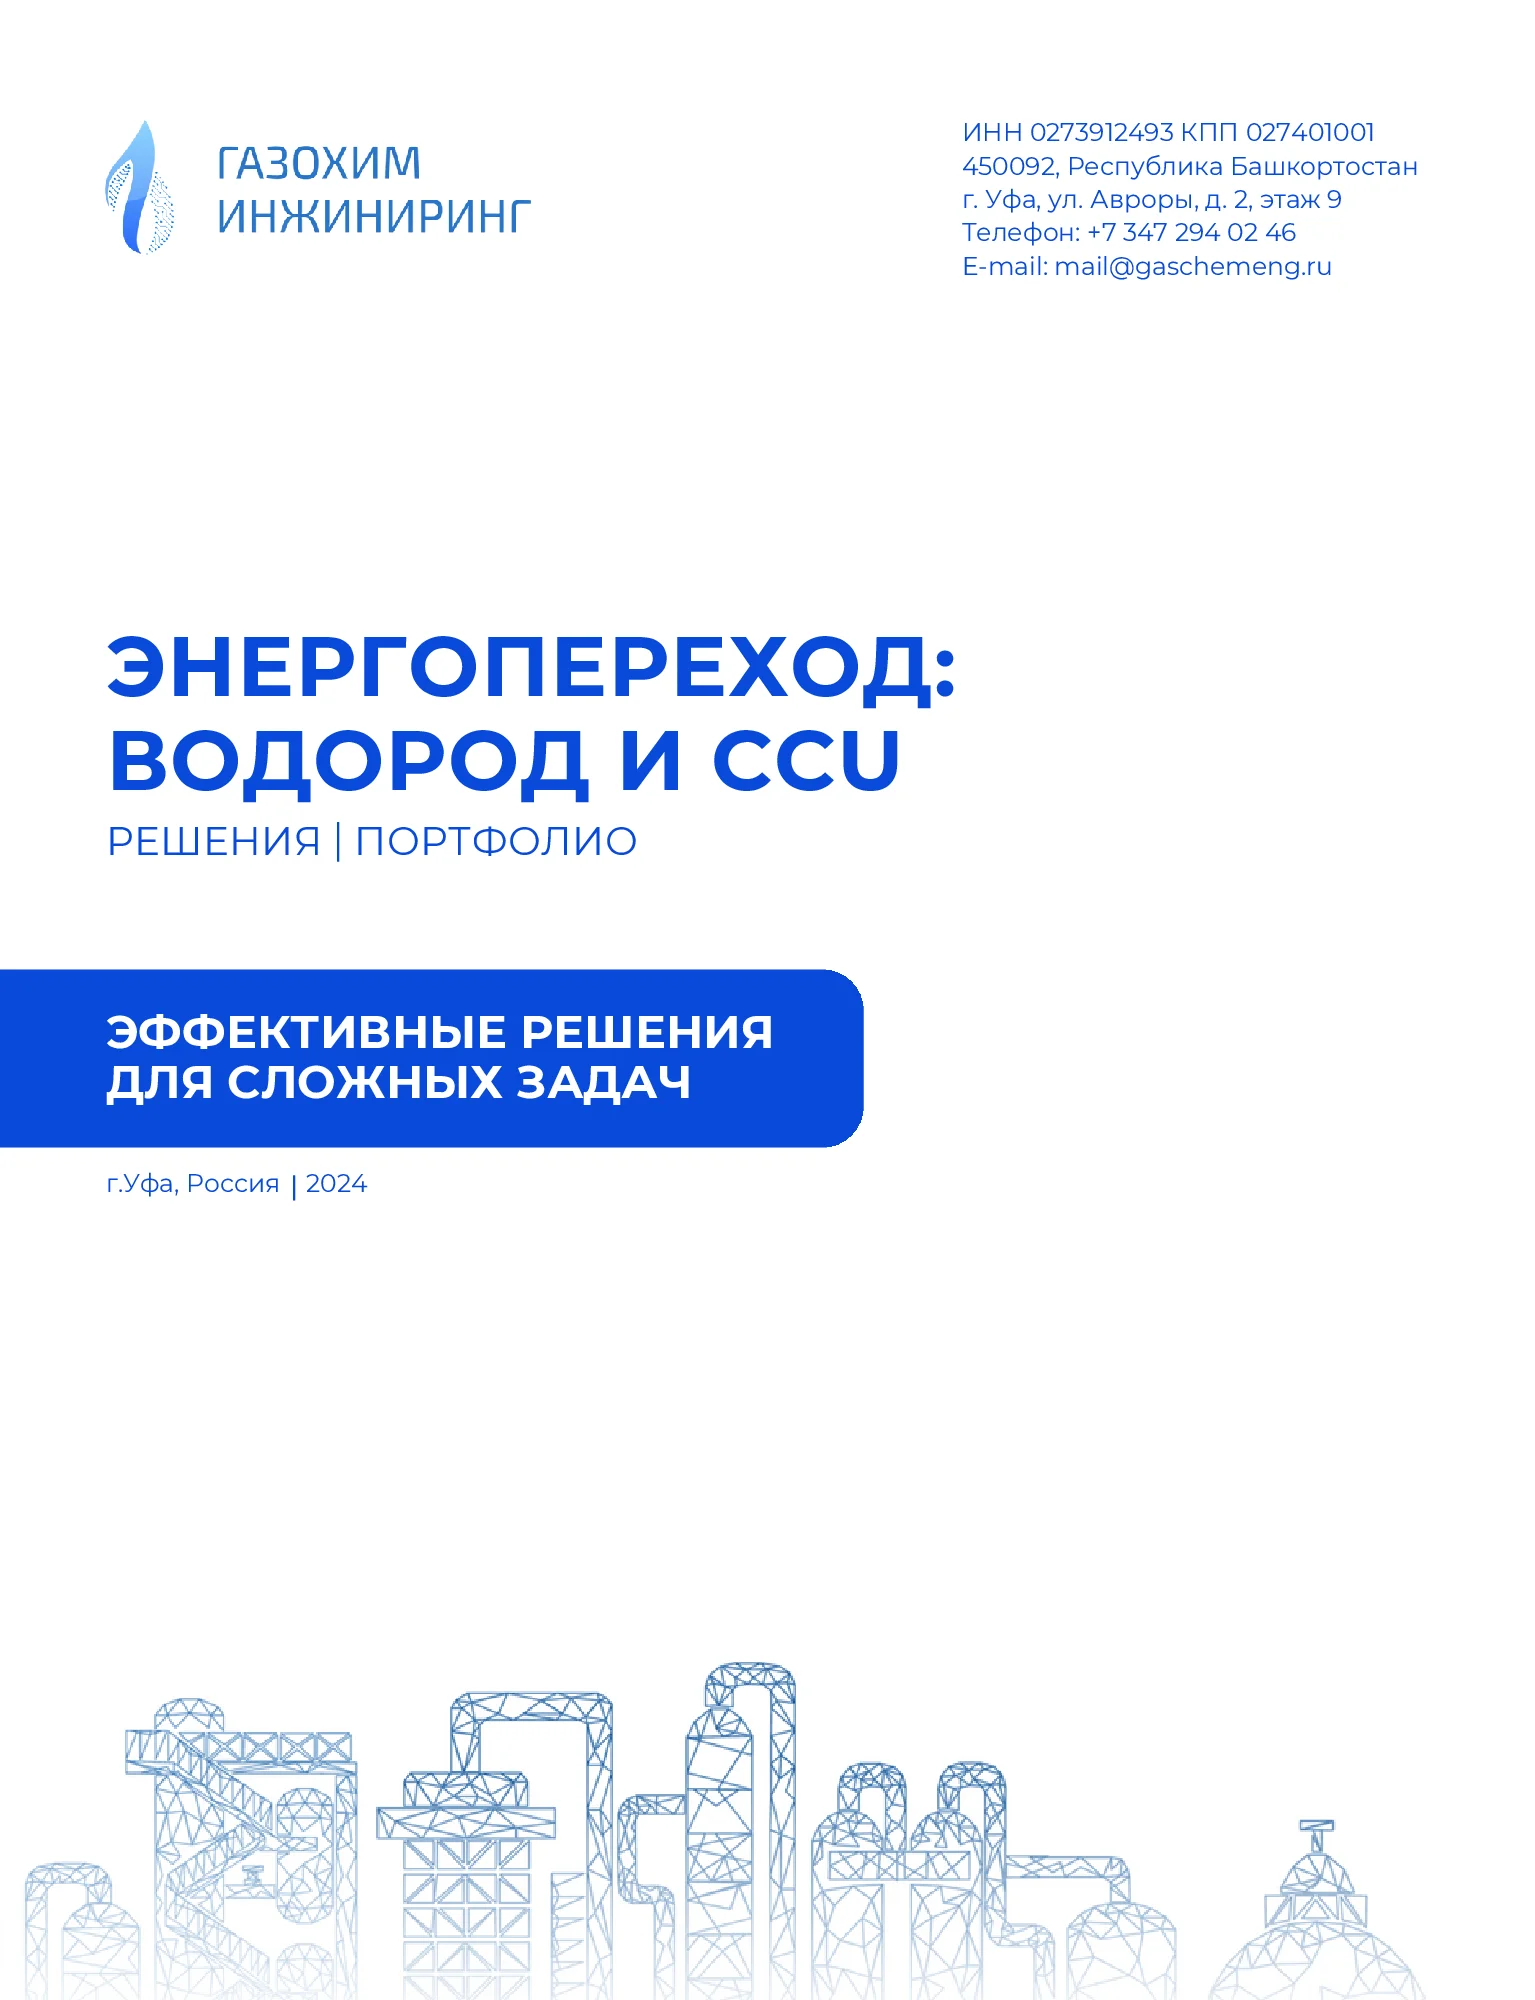 ГАЗОХИМ
ИНЖИНИРИНГ
ИНН 0273912493 КПП 027401001
450092, Республика Башкортостан
г. Уфа, ул. Авроры, д. 2, этаж 9
Телефон: +7 347 294 02 46
E-mail: mail@gaschemeng.ru
ЭНЕРГОПЕРЕХОД:
ВОДОРОД И CCU
РЕШЕНИЯ | ПОРТФОЛИО
ЭФФЕКТИВНЫЕ РЕШЕНИЯ
ДЛЯ СЛОЖНЫХ ЗАДАЧ
г.Уфа, Россия | 2024